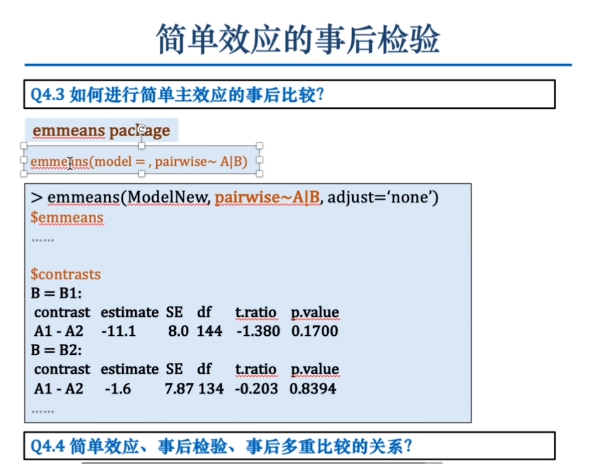 简单效应的事后检验
Q4.3 如何进行简单主效应的事后比较?
emmeans package
emmeans(model = , pairwise~ A|B)
> emmeans(ModelNew, pairwise~A|B, adjust='none')
$emmeans
……
$contrasts
B = B1:
contrast estimate SE df t.ratio p.value
A1 - A2 -11.1 8.0 144 -1.380 0.1700
B = B2:
contrast estimate SE df t.ratio p.value
A1 - A2 -1.6 7.87 134 -0.203 0.8394
……
Q4.4 简单效应、事后检验、事后多重比较的关系?